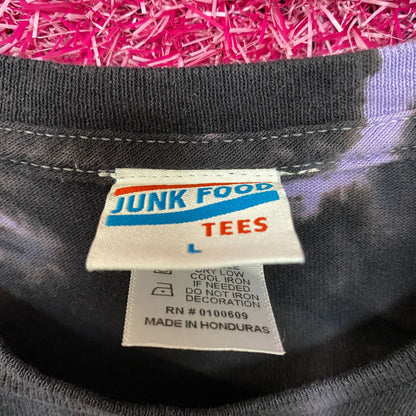 JUNK FOOD
TEES
L
DRY LOW
COOL IRON
IF NEEDED
DO NOT IRON
DECORATION
RN # 0100609
MADE IN HONDURAS